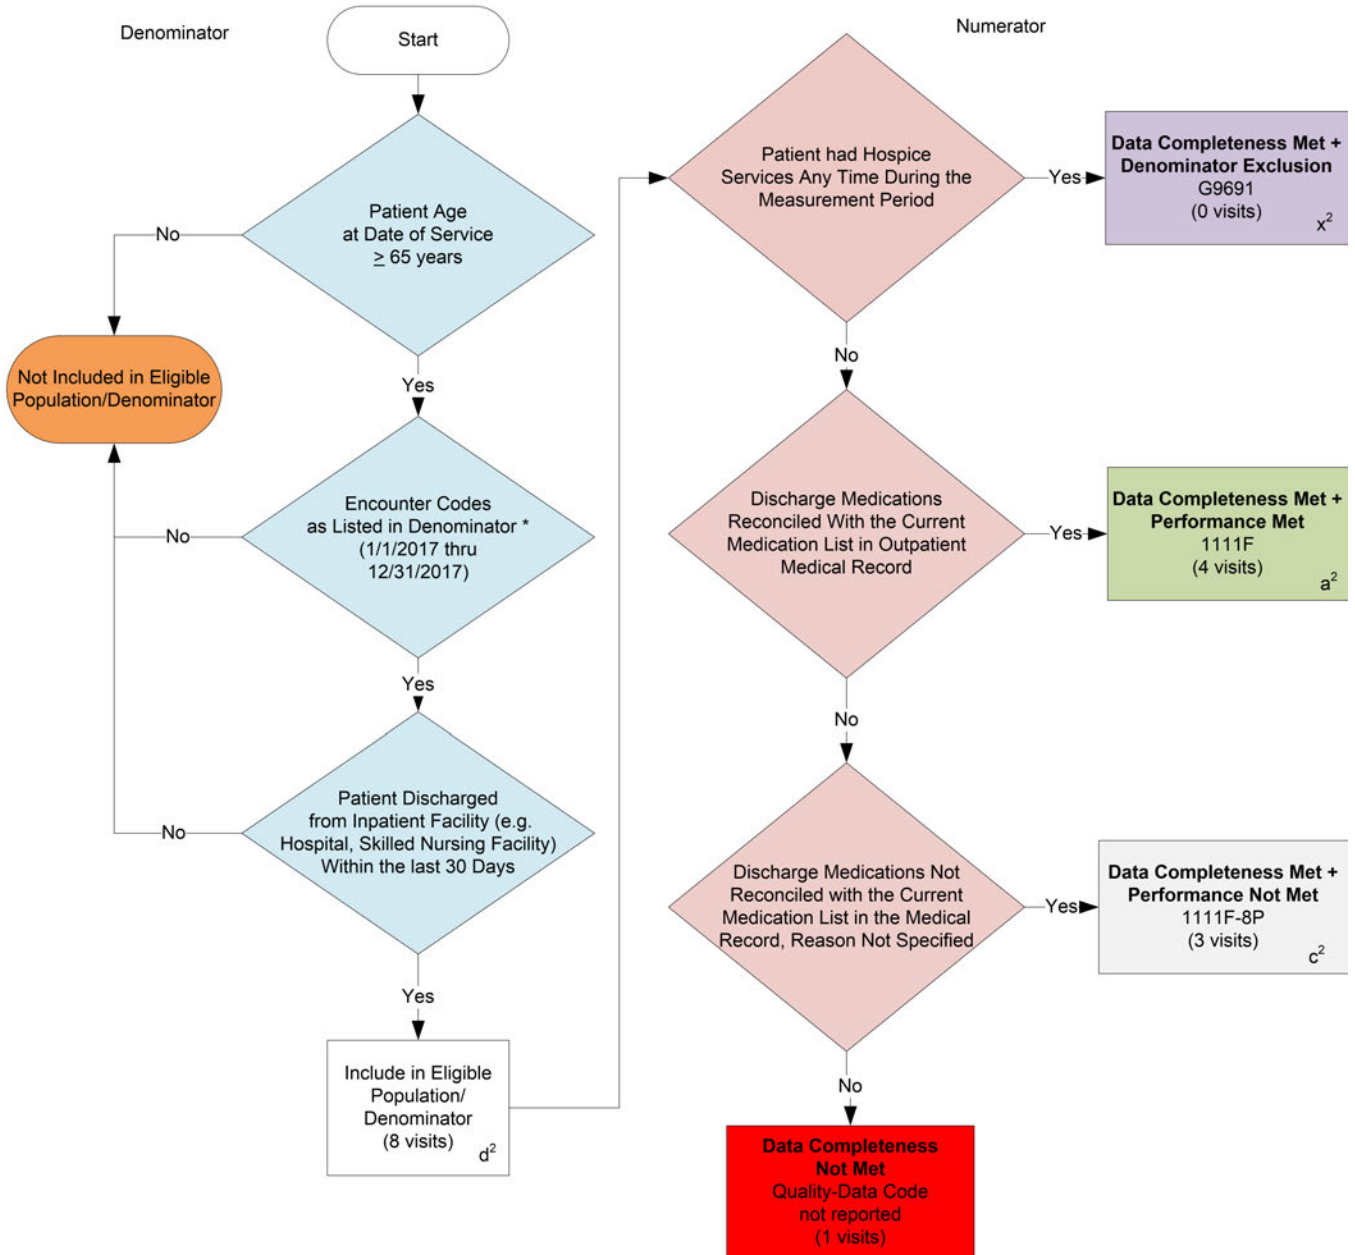 Denominator
Start
Patient Age
at Date of Service
≥ 65 years
No
Not Included in Eligible
Population/Denominator
Yes
Encounter Codes
as Listed in Denominator *
(1/1/2017 thru
12/31/2017)
No
Yes
Patient Discharged
from Inpatient Facility (e.g.
Hospital, Skilled Nursing Facility)
Within the last 30 Days
No
Yes
Include in Eligible
Population/
Denominator
(8 visits)
d²
Numerator
Patient had Hospice
Services Any Time During the
Measurement Period
Yes
Data Completeness Met +
Denominator Exclusion
G9691
(0 visits)
x²
No
Discharge Medications
Reconciled With the Current
Medication List in Outpatient
Medical Record
Yes
Data Completeness Met +
Performance Met
1111F
(4 visits)
a²
No
Discharge Medications Not
Reconciled with the Current
Medication List in the Medical
Record, Reason Not Specified
Yes
Data Completeness Met +
Performance Not Met
1111F-8P
(3 visits)
c²
No
Data Completeness
Not Met
Quality-Data Code
not reported
(1 visits)